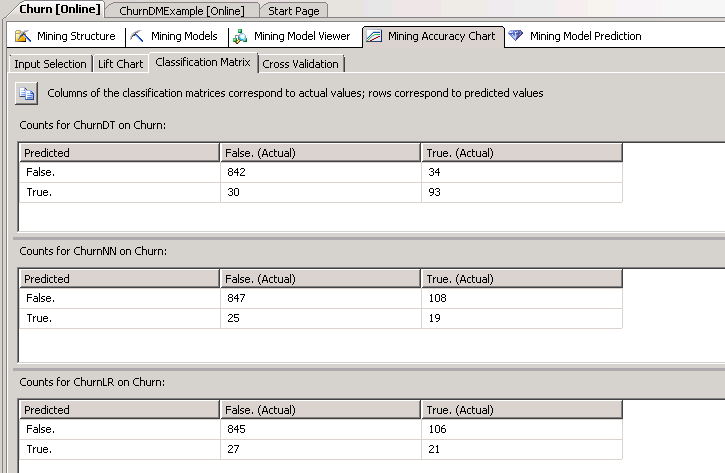 Churn [Online] ChurnDMExample [Online] Start Page
Mining Structure Mining Models Mining Model Viewer Mining Accuracy Chart Mining Model Prediction
Input Selection Lift Chart Classification Matrix Cross Validation
Columns of the classification matrices correspond to actual values; rows correspond to predicted values
Counts for ChurnDT on Churn:
Predicted False. (Actual) True. (Actual)
False. 842 34
True. 30 93
Counts for ChurnNN on Churn:
Predicted False. (Actual) True. (Actual)
False. 847 108
True. 25 19
Counts for ChurnLR on Churn:
Predicted False. (Actual) True. (Actual)
False. 845 106
True. 27 21